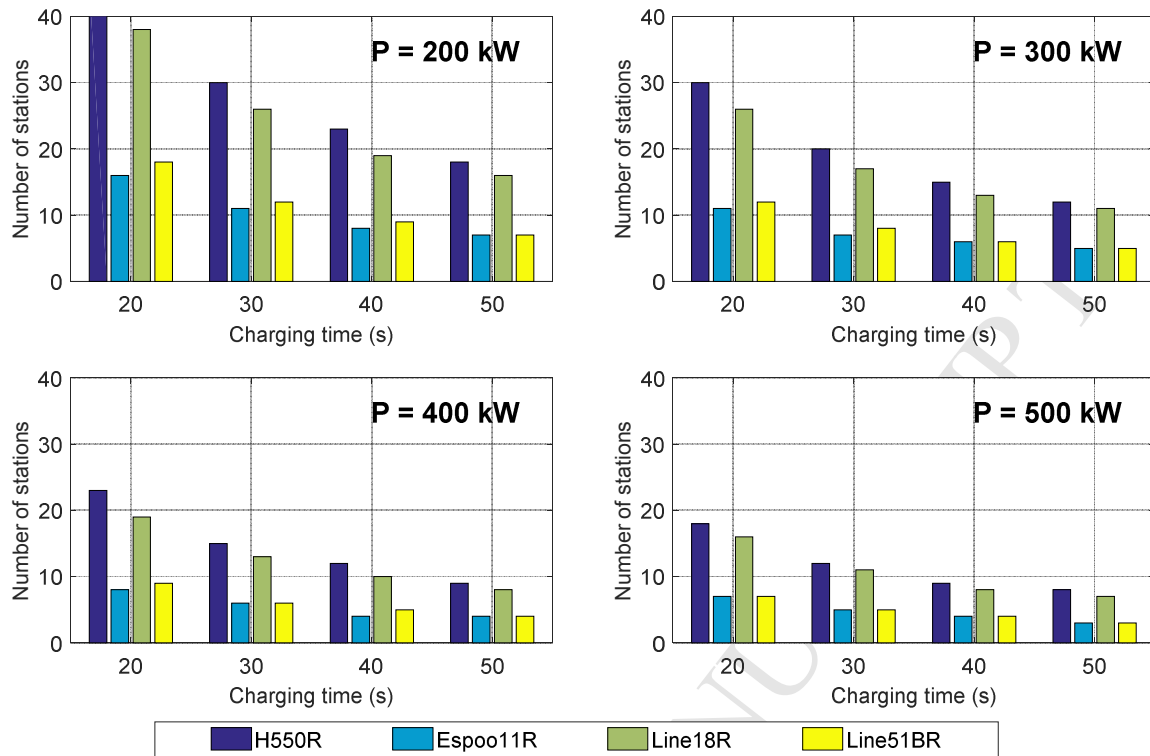 P = 200 kW
Number of stations
40
30
20
10
0
20 30 40 50
Charging time (s)
P = 300 kW
Number of stations
40
30
20
10
0
20 30 40 50
Charging time (s)
P = 400 kW
Number of stations
40
30
20
10
0
20 30 40 50
Charging time (s)
P = 500 kW
Number of stations
40
30
20
10
0
20 30 40 50
Charging time (s)
H550R Espoo11R Line18R Line51BR